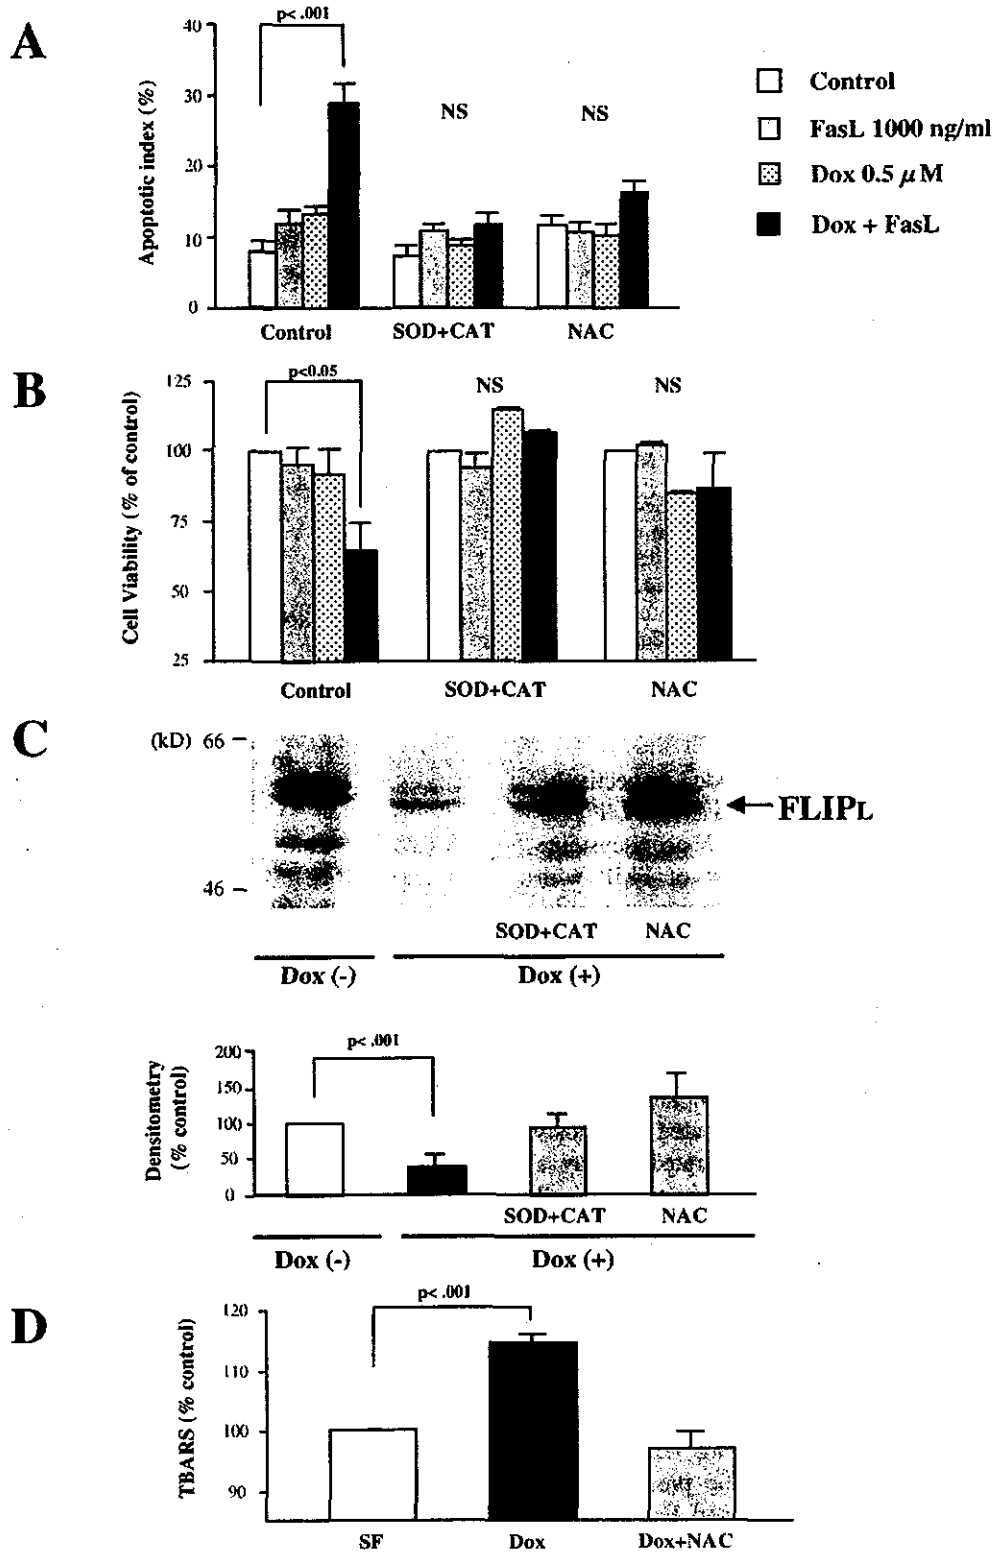 A
p< .001
40
30
20
10
0
Apoptotic index (%)
NS
NS
Control
SOD+CAT
NAC
Control
FasL 1000 ng/ml
Dox 0.5 μM
Dox + FasL
B
p<0.05
125
100
75
50
25
Cell Viability (% of control)
NS
NS
Control
SOD+CAT
NAC
C
(kD) 66
46
FLIPL
SOD+CAT
NAC
Dox (-)
Dox (+)
p< .001
200
150
100
50
0
Densitometry
(% control)
SOD+CAT
NAC
Dox (-)
Dox (+)
D
p< .001
120
110
100
90
TBARS (% control)
SF
Dox
Dox+NAC